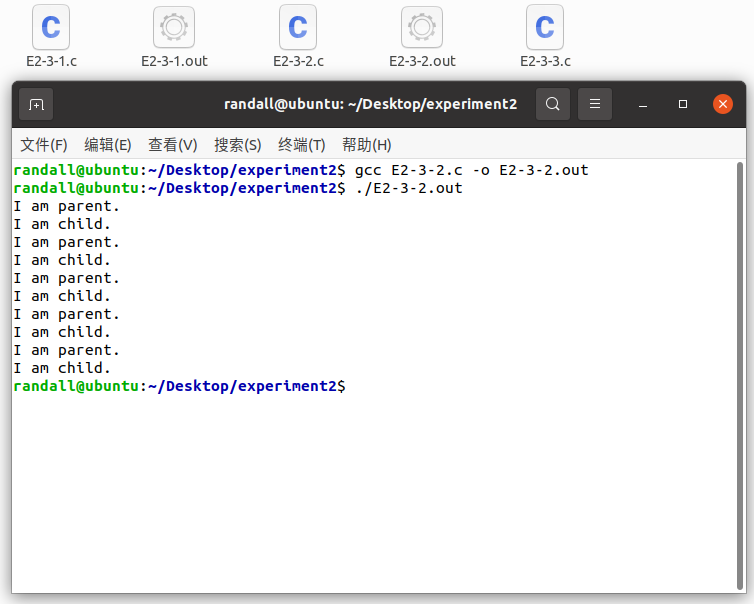 E2-3-1.c E2-3-1.out E2-3-2.c E2-3-2.out E2-3-3.c
randall@ubuntu: ~/Desktop/experiment2
文件(F) 编辑(E) 查看(V) 搜索(S) 终端(T) 帮助(H)
randall@ubuntu:~/Desktop/experiment2$ gcc E2-3-2.c -o E2-3-2.out
randall@ubuntu:~/Desktop/experiment2$ ./E2-3-2.out
I am parent.
I am child.
I am parent.
I am child.
I am parent.
I am child.
I am parent.
I am child.
I am parent.
I am child.
randall@ubuntu:~/Desktop/experiment2$